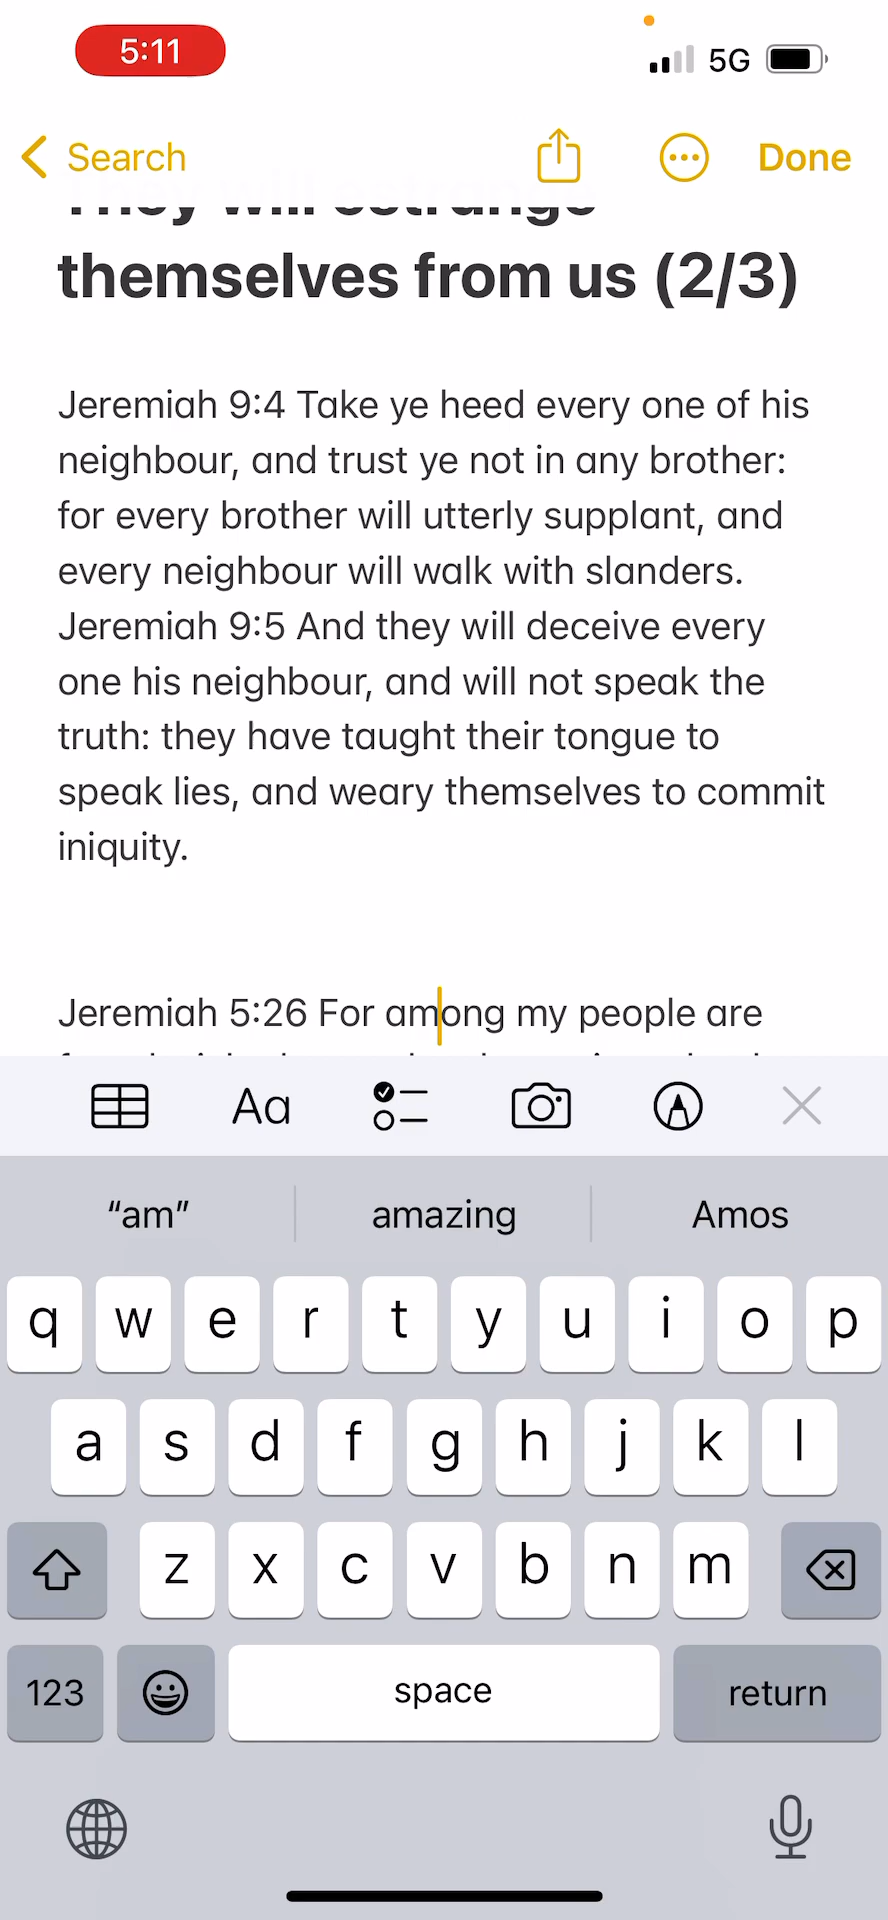 5:11
5G
Search
Done
They will estrange
themselves from us (2/3)
Jeremiah 9:4 Take ye heed every one of his
neighbour, and trust ye not in any brother:
for every brother will utterly supplant, and
every neighbour will walk with slanders.
Jeremiah 9:5 And they will deceive every
one his neighbour, and will not speak the
truth: they have taught their tongue to
speak lies, and weary themselves to commit
iniquity.
Jeremiah 5:26 For among my people are
Aa
“am” amazing Amos
q w e r t y u i o p
a s d f g h j k l
z x c v b n m
123 space return